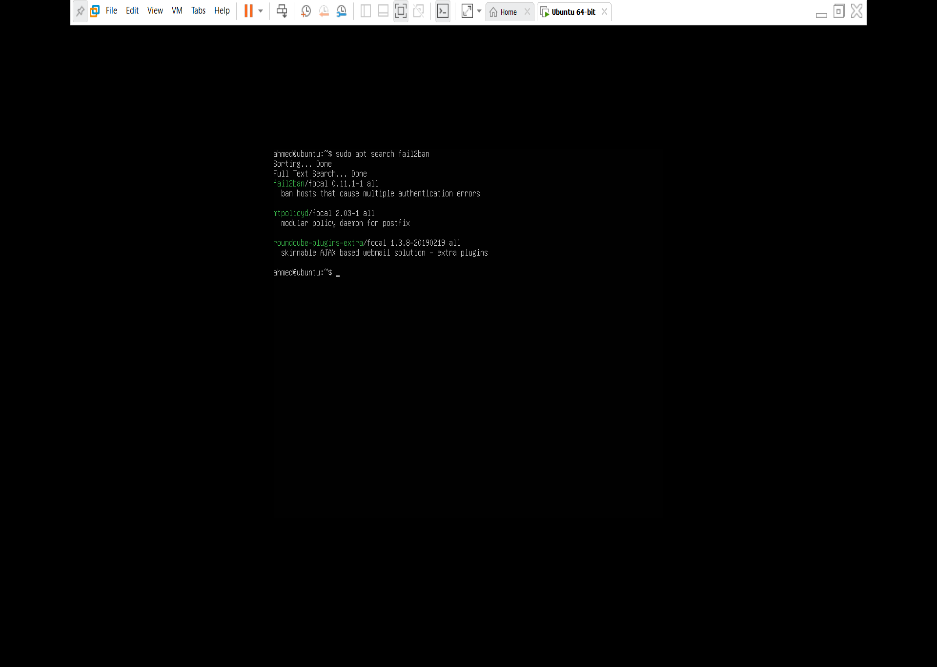 File Edit View VM Tabs Help
Home
Ubuntu 64-bit
ahmed@ubuntu:~$ sudo apt search fail2ban
Sorting... Done
Full Text Search... Done
fail2ban/focal 0.11.1-1 all
ban hosts that cause multiple authentication errors
mtpolicyd/focal 2.03-1 all
modular policy daemon for postfix
roundcube-plugins-extra/focal 1.3.8-20190219 all
skinnable AJAX based webmail solution - extra plugins
ahmed@ubuntu:~$ _